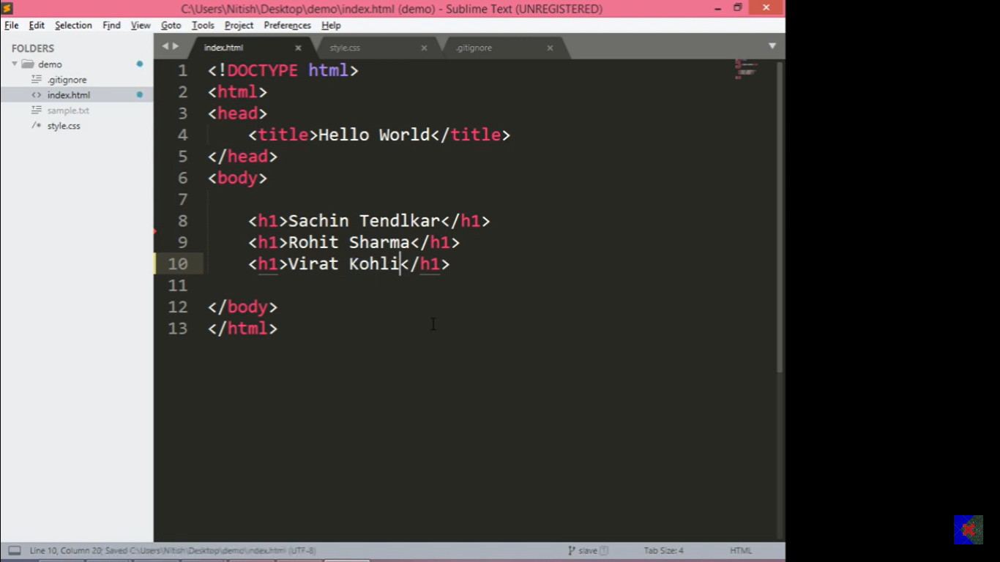 C:\Users\Nitish\Desktop\demo\index.html (demo) - Sublime Text (UNREGISTERED)
File Edit Selection Find View Goto Tools Project Preferences Help
FOLDERS
demo
.gitignore
index.html
sample.txt
style.css
index.html style.css .gitignore
1 <!DOCTYPE html>
2 <html>
3 <head>
4 <title>Hello World</title>
5 </head>
6 <body>
7
8 <h1>Sachin Tendlkar</h1>
9 <h1>Rohit Sharma</h1>
10 <h1>Virat Kohli</h1>
11
12 </body>
13 </html>
Line 10, Column 20; Saved C:\Users\Nitish\Desktop\demo\index.html (UTF-8) slave Tab Size: 4 HTML